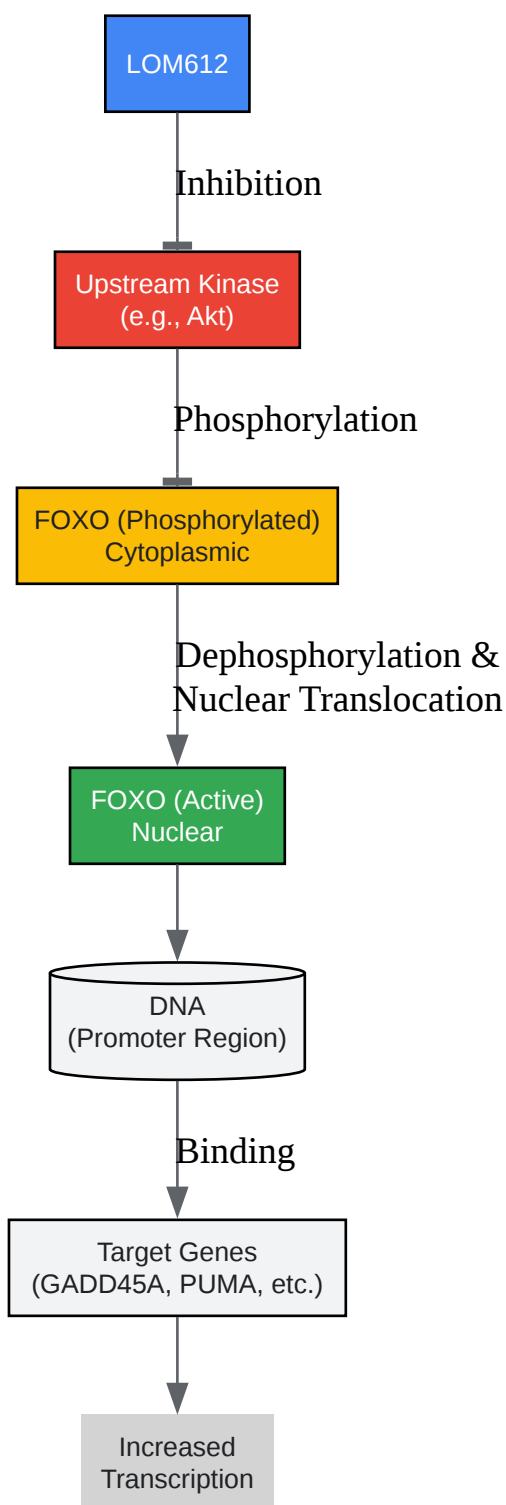 LOM612
Inhibition
Upstream Kinase
(e.g., Akt)
Phosphorylation
FOXO (Phosphorylated)
Cytoplasmic
Dephosphorylation &
Nuclear Translocation
FOXO (Active)
Nuclear
DNA
(Promoter Region)
Binding
Target Genes
(GADD45A, PUMA, etc.)
Increased
Transcription